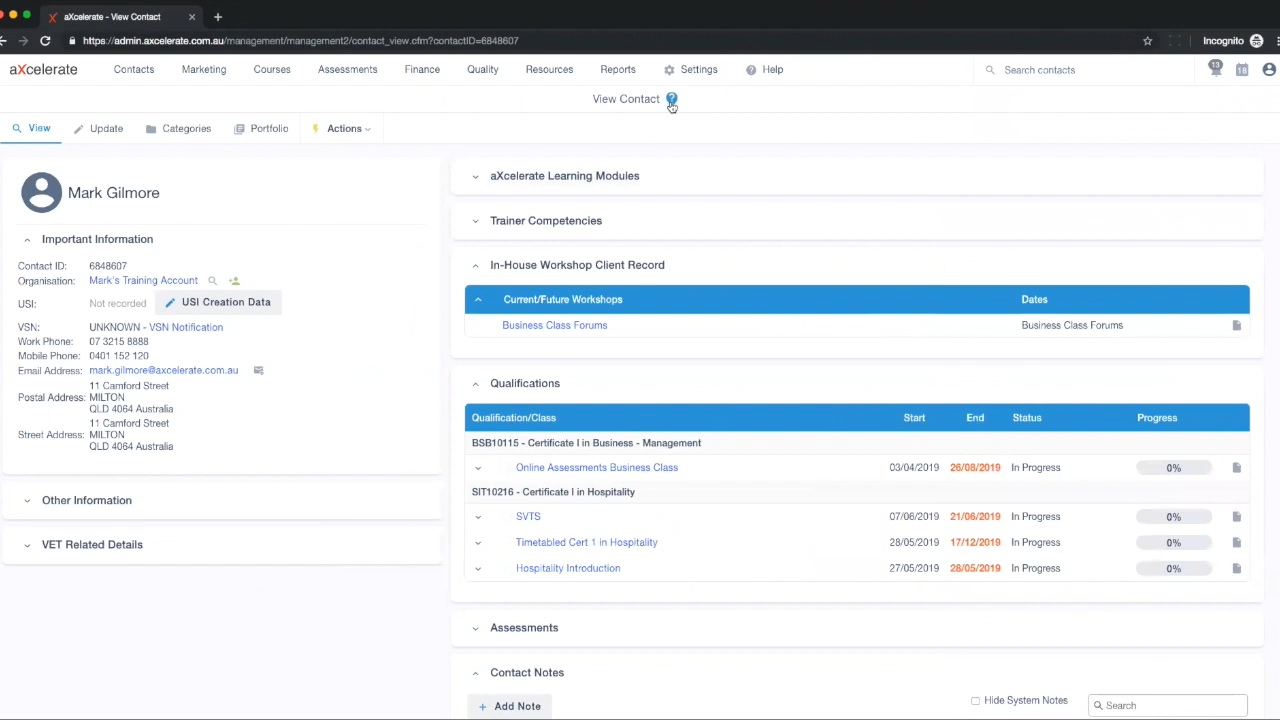 aXcelerate - View Contact
https://admin.axcelerate.com.au/management/management2/contact_view.cfm?contactID=6848607
Incognito
aXcelerate Contacts Marketing Courses Assessments Finance Quality Resources Reports Settings Help Search contacts 13 18
View Contact ?
View Update Categories Portfolio Actions
Mark Gilmore
Important Information
Contact ID: 6848607
Organisation: Mark's Training Account
USI: Not recorded USI Creation Data
VSN: UNKNOWN - VSN Notification
Work Phone: 07 3215 8888
Mobile Phone: 0401 152 120
Email Address: mark.gilmore@axcelerate.com.au
11 Camford Street
Postal Address: MILTON
QLD 4064 Australia
11 Camford Street
Street Address: MILTON
QLD 4064 Australia
Other Information
VET Related Details
aXcelerate Learning Modules
Trainer Competencies
In-House Workshop Client Record
Current/Future Workshops Dates
Business Class Forums Business Class Forums
Qualifications
Qualification/Class Start End Status Progress
BSB10115 - Certificate I in Business - Management
Online Assessments Business Class 03/04/2019 26/08/2019 In Progress 0%
SIT10216 - Certificate I in Hospitality
SVTS 07/06/2019 21/06/2019 In Progress 0%
Timetabled Cert 1 in Hospitality 28/05/2019 17/12/2019 In Progress 0%
Hospitality Introduction 27/05/2019 28/05/2019 In Progress 0%
Assessments
Contact Notes
+ Add Note Hide System Notes Search